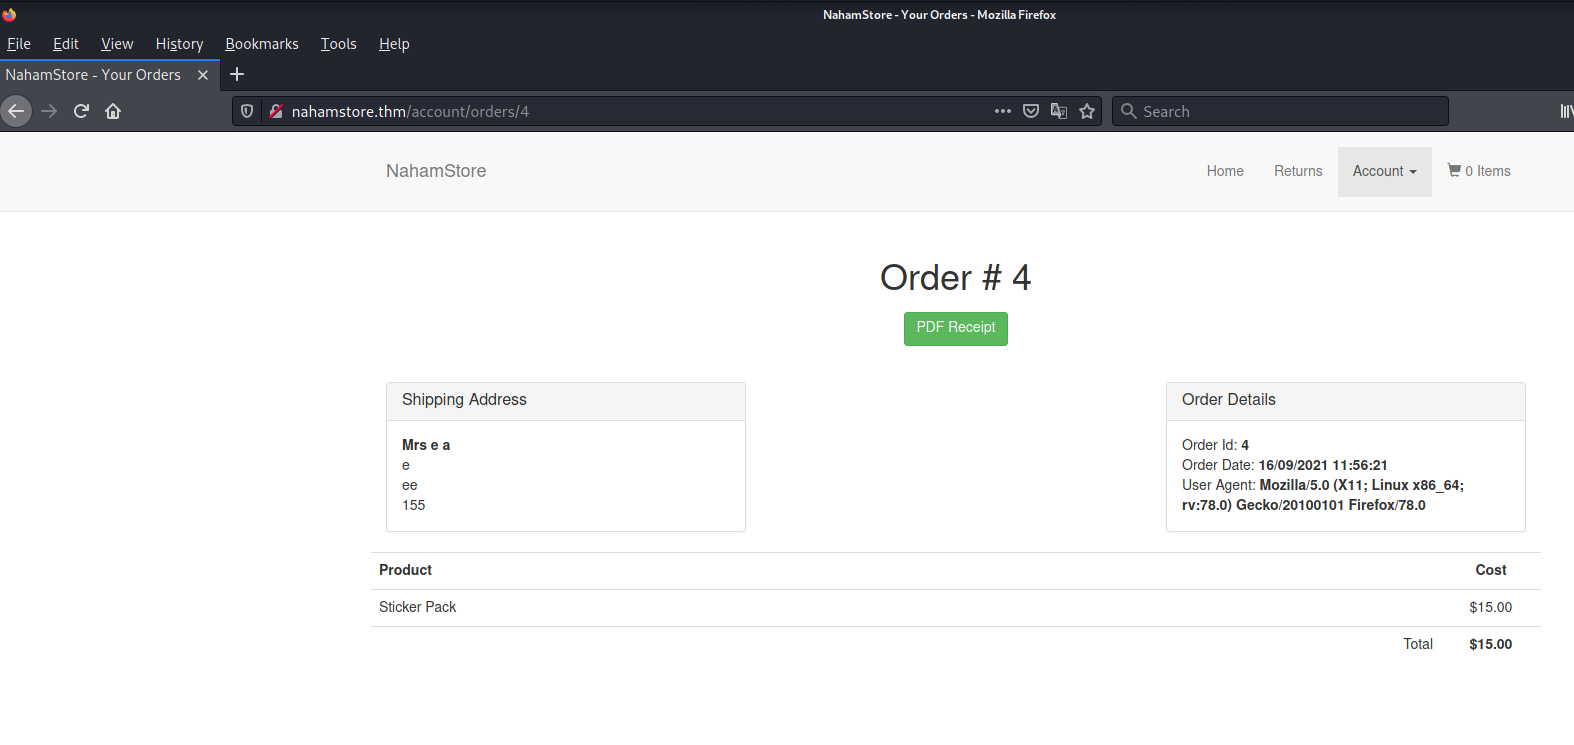 NahamStore - Your Orders - Mozilla Firefox
File Edit View History Bookmarks Tools Help
NahamStore - Your Orders
nahamstore.thm/account/orders/4
Search
NahamStore
Home Returns Account 0 Items
Order # 4
PDF Receipt
Shipping Address
Mrs e a
e
ee
155
Order Details
Order Id: 4
Order Date: 16/09/2021 11:56:21
User Agent: Mozilla/5.0 (X11; Linux x86_64;
rv:78.0) Gecko/20100101 Firefox/78.0
Product Cost
Sticker Pack $15.00
Total $15.00